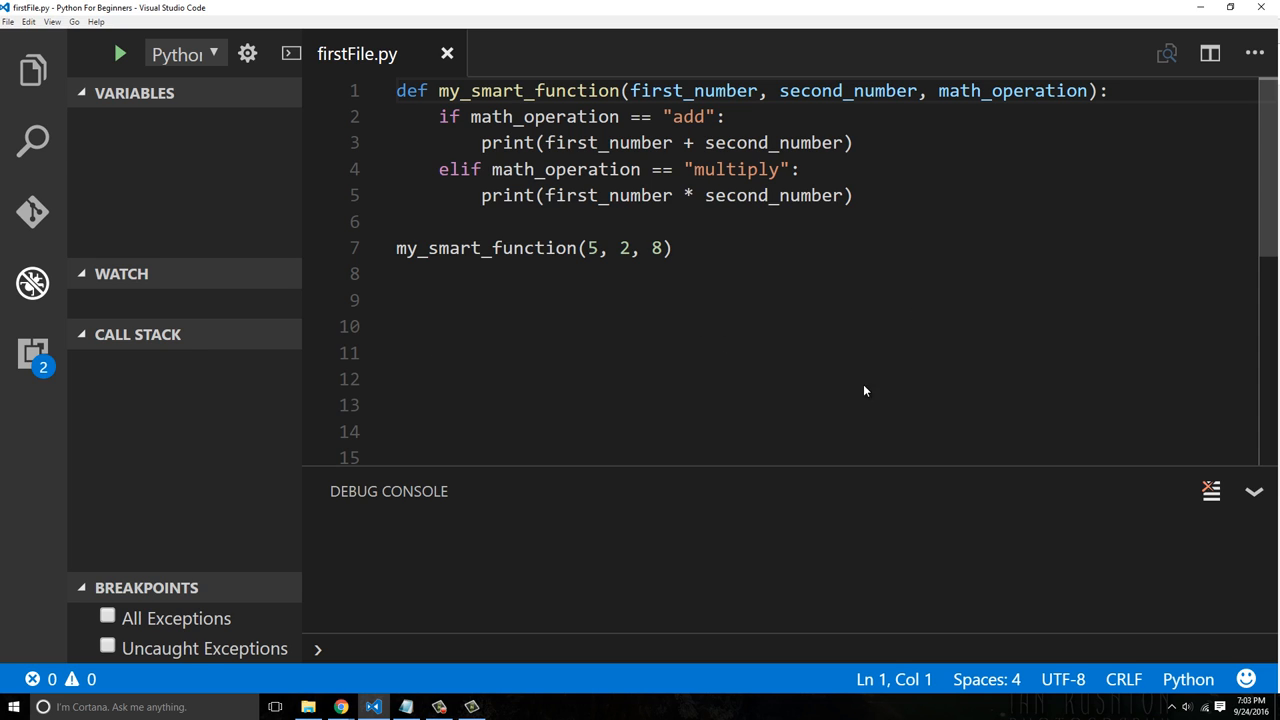 firstFile.py - Python For Beginners - Visual Studio Code
File Edit View Go Help
Python
firstFile.py
VARIABLES
WATCH
CALL STACK
BREAKPOINTS
All Exceptions
Uncaught Exceptions
2
1 def my_smart_function(first_number, second_number, math_operation):
2 if math_operation == "add":
3 print(first_number + second_number)
4 elif math_operation == "multiply":
5 print(first_number * second_number)
6
7 my_smart_function(5, 2, 8)
8
9
10
11
12
13
14
15
DEBUG CONSOLE
0 0
Ln 1, Col 1 Spaces: 4 UTF-8 CRLF Python
I'm Cortana. Ask me anything.
7:03 PM
9/24/2016